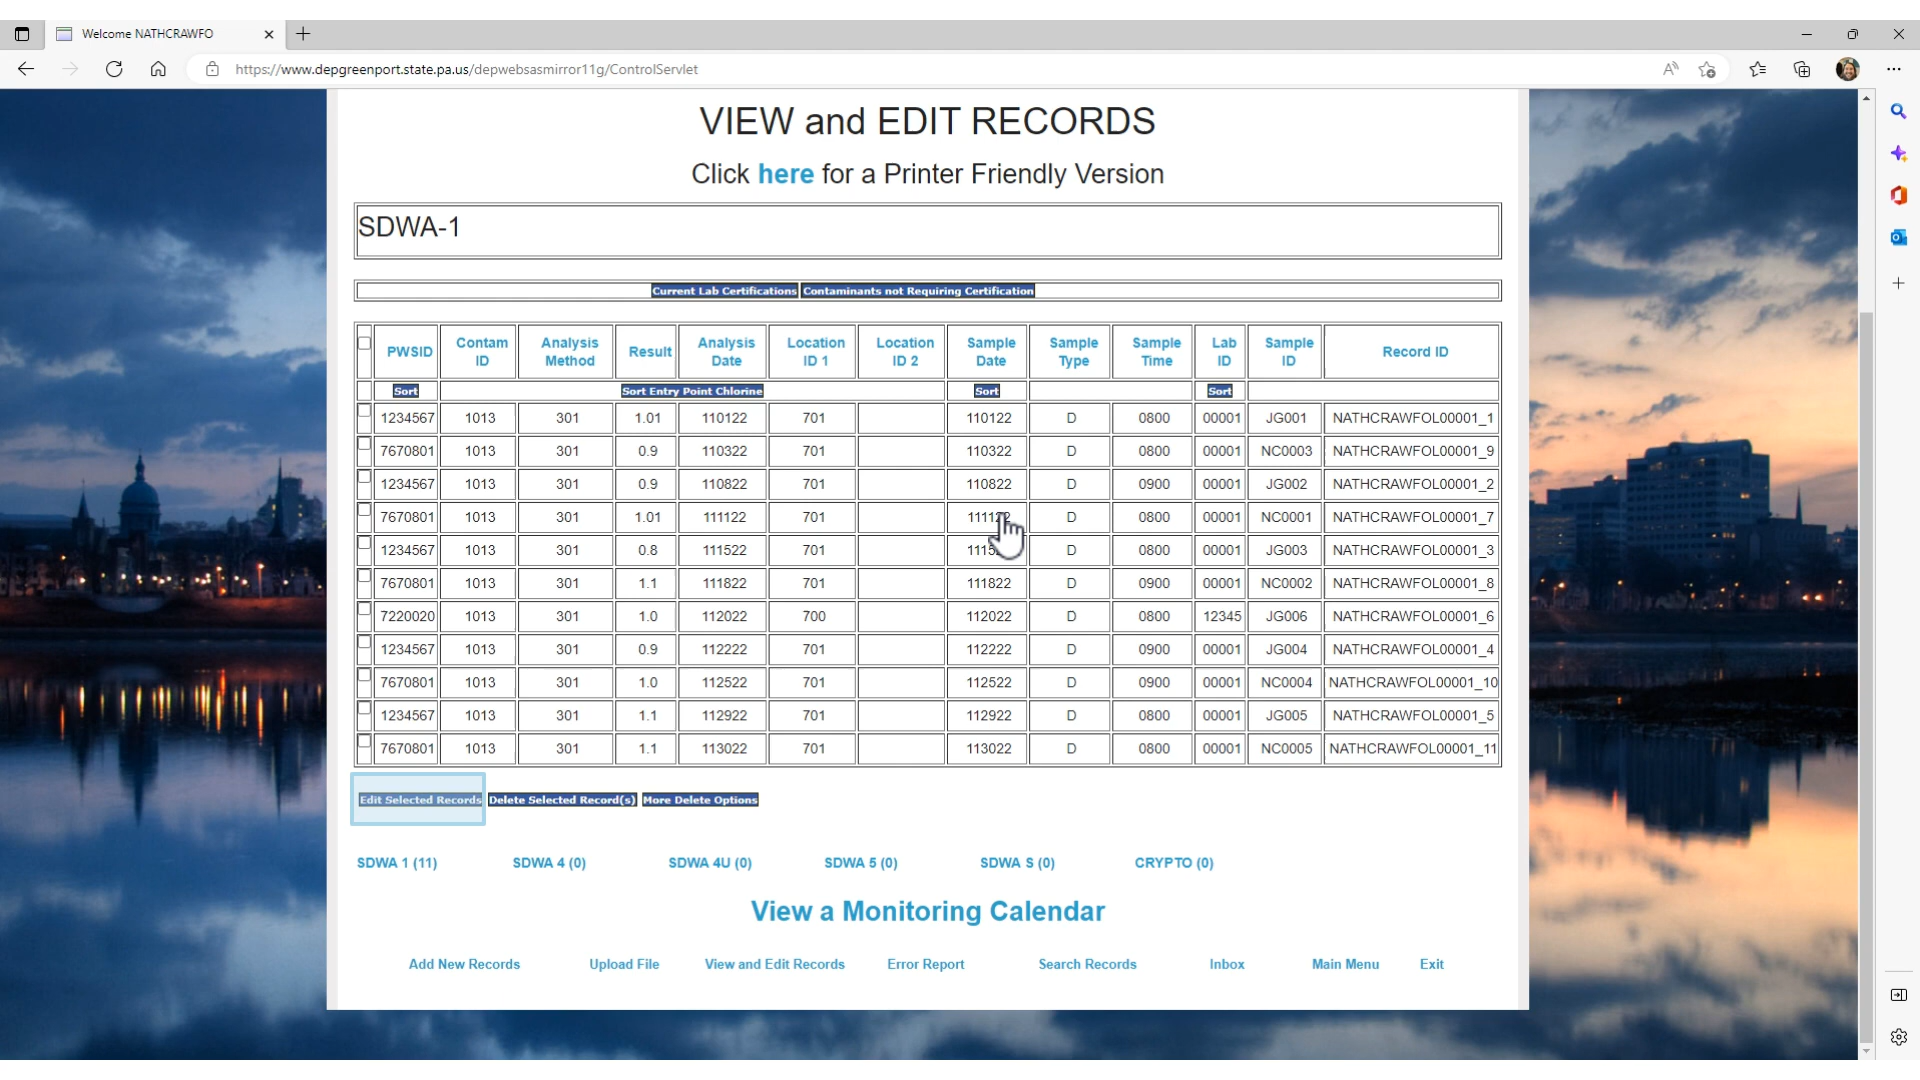 Welcome NATHCRAWFO
https://www.depgreenport.state.pa.us/depwebsasmirror11g/ControlServlet
VIEW and EDIT RECORDS
Click here for a Printer Friendly Version
SDWA-1
Current Lab Certifications Contaminants not Requiring Certification
PWSID Contam ID Analysis Method Result Analysis Date Location ID 1 Location ID 2 Sample Date Sample Type Sample Time Lab ID Sample ID Record ID
Sort Sort Entry Point Chlorine Sort Sort
1234567 1013 301 1.01 110122 701 110122 D 0800 00001 JG001 NATHCRAWFOL00001_1
7670801 1013 301 0.9 110322 701 110322 D 0800 00001 NC0003 NATHCRAWFOL00001_9
1234567 1013 301 0.9 110822 701 110822 D 0900 00001 JG002 NATHCRAWFOL00001_2
7670801 1013 301 1.01 111122 701 111122 D 0800 00001 NC0001 NATHCRAWFOL00001_7
1234567 1013 301 0.8 111522 701 D 0800 00001 JG003 NATHCRAWFOL00001_3
7670801 1013 301 1.1 111822 701 111822 D 0900 00001 NC0002 NATHCRAWFOL00001_8
7220020 1013 301 1.0 112022 700 112022 D 0800 12345 JG006 NATHCRAWFOL00001_6
1234567 1013 301 0.9 112222 701 112222 D 0900 00001 JG004 NATHCRAWFOL00001_4
7670801 1013 301 1.0 112522 701 112522 D 0900 00001 NC0004 NATHCRAWFOL00001_10
1234567 1013 301 1.1 112922 701 112922 D 0800 00001 JG005 NATHCRAWFOL00001_5
7670801 1013 301 1.1 113022 701 113022 D 0800 00001 NC0005 NATHCRAWFOL00001_11
Edit Selected Records Delete Selected Record(s) More Delete Options
SDWA 1 (11) SDWA 4 (0) SDWA 4U (0) SDWA 5 (0) SDWA S (0) CRYPTO (0)
View a Monitoring Calendar
Add New Records Upload File View and Edit Records Error Report Search Records Inbox Main Menu Exit